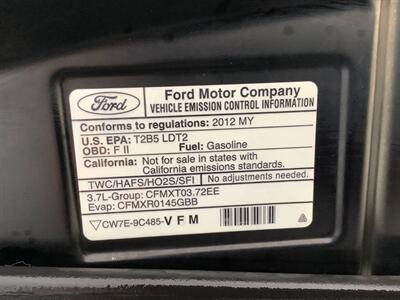 Ford
Ford Motor Company
VEHICLE EMISSION CONTROL INFORMATION
Conforms to regulations: 2012 MY
U.S. EPA: T2B5 LDT2
OBD: F II Fuel: Gasoline
California: Not for sale in states with
California emissions standards.
TWC/HAFS/HO2S/SFI No adjustments needed.
3.7L-Group: CFMXT03.72EE
Evap: CFMXR0145GBB
CW7E-9C485-V F M